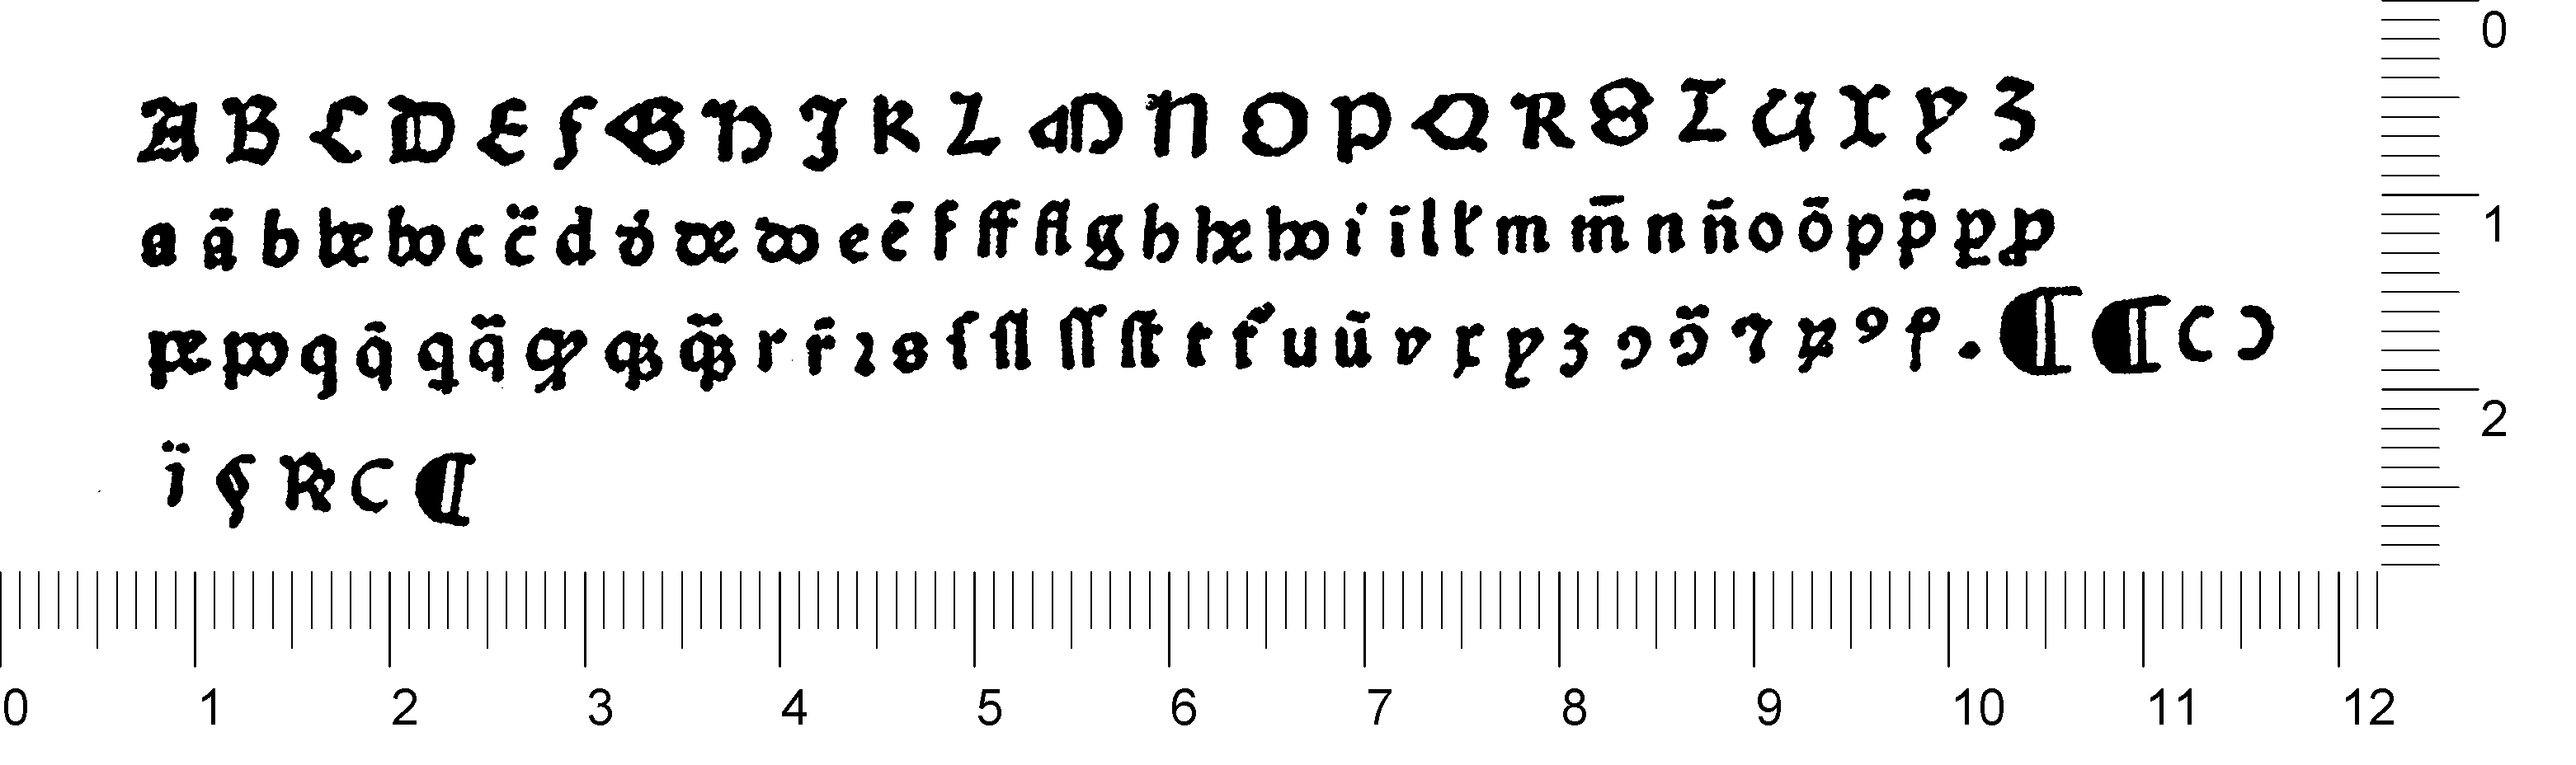 A B C D E F G H J K L M N O P Q R S T U X Y Z
a ā b be bo c c̄ d ď de do e ē f ff fl g h he ho i ī l ł m m̄ n n̄ o ō p p̄ ꝑ ꝓ
pe po q q̄ ꝗ q̃ qꝫ q̃ꝫ r r̄ ꝛ s ſ ſl ſſ ſt t t̃ u ū v x y ꝫ ꝯ ꝯ̃ ⁊ ꝝ ꝰ . ¶ ¶ ( )
ï ꝶ ( ¶
0
1
2
0 1 2 3 4 5 6 7 8 9 10 11 12